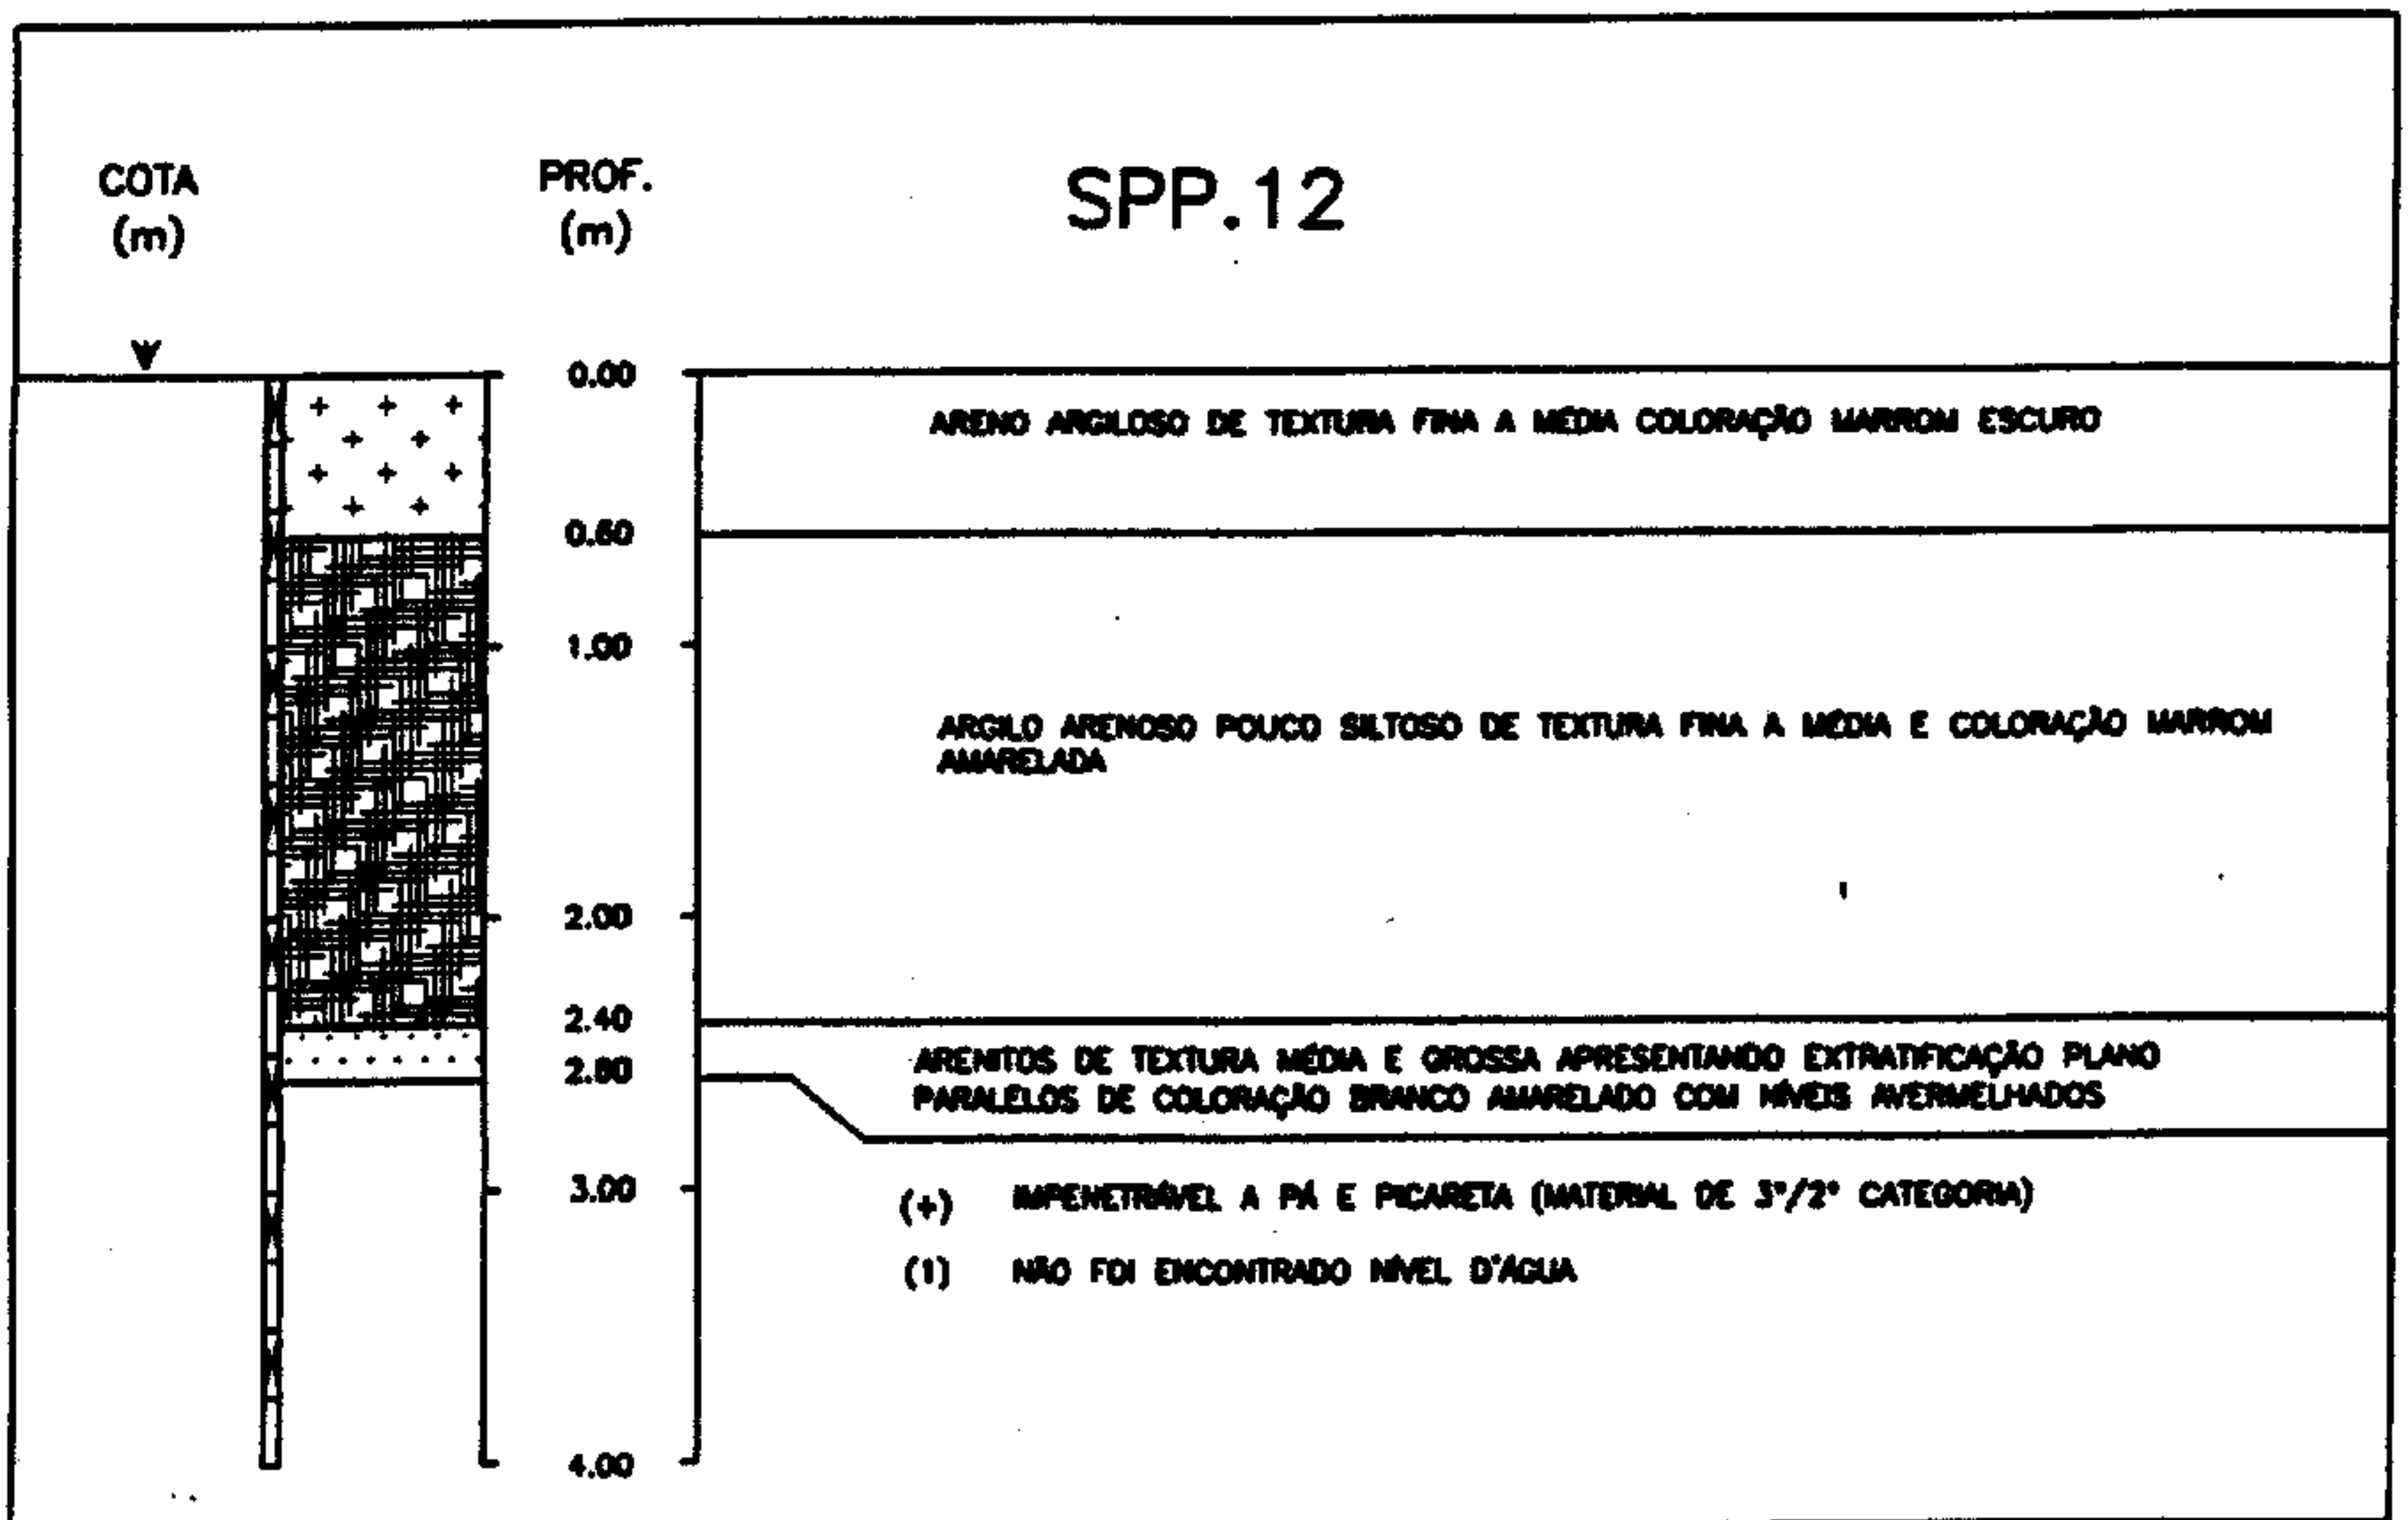 COTA
(m)
PROF.
(m)
SPP.12
0.00
ARENO ARGILOSO DE TEXTURA FINA A MÉDIA COLORAÇÃO MARROM ESCURO
0.60
1.00
ARGILO ARENOSO POUCO SILTOSO DE TEXTURA FINA A MÉDIA E COLORAÇÃO MARROM
AMARELADA
2.00
2.40
ARENITOS DE TEXTURA MÉDIA E GROSSA APRESENTANDO EXTRATIFICAÇÃO PLANO
2.60
PARALELOS DE COLORAÇÃO BRANCO AMARELADO COM NÍVEIS AVERMELHADOS
3.00
(+) IMPENETRÁVEL A PÁ E PICARETA (MATERIAL DE 3ª/2ª CATEGORIA)
(1) NÃO FOI ENCONTRADO NÍVEL D'ÁGUA
4.00